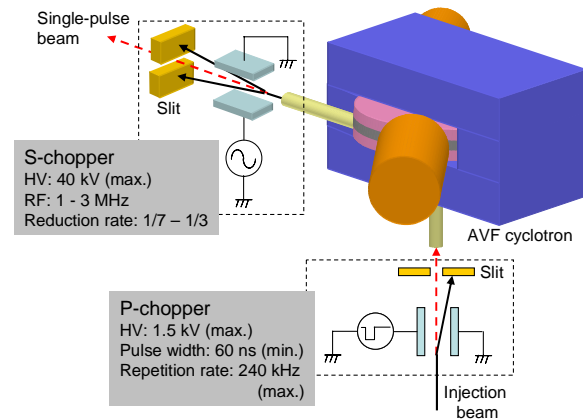 Single-pulse
beam
Slit
S-chopper
HV: 40 kV (max.)
RF: 1 - 3 MHz
Reduction rate: 1/7 – 1/3
AVF cyclotron
Slit
P-chopper
HV: 1.5 kV (max.)
Pulse width: 60 ns (min.)
Repetition rate: 240 kHz
(max.)
Injection
beam